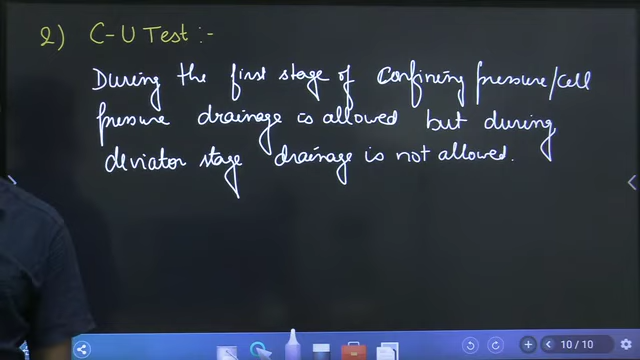 2) C-U Test:-
During the first stage of Confining pressure/cell
pressure drainage is allowed but during
deviator stage drainage is not allowed.
10/10